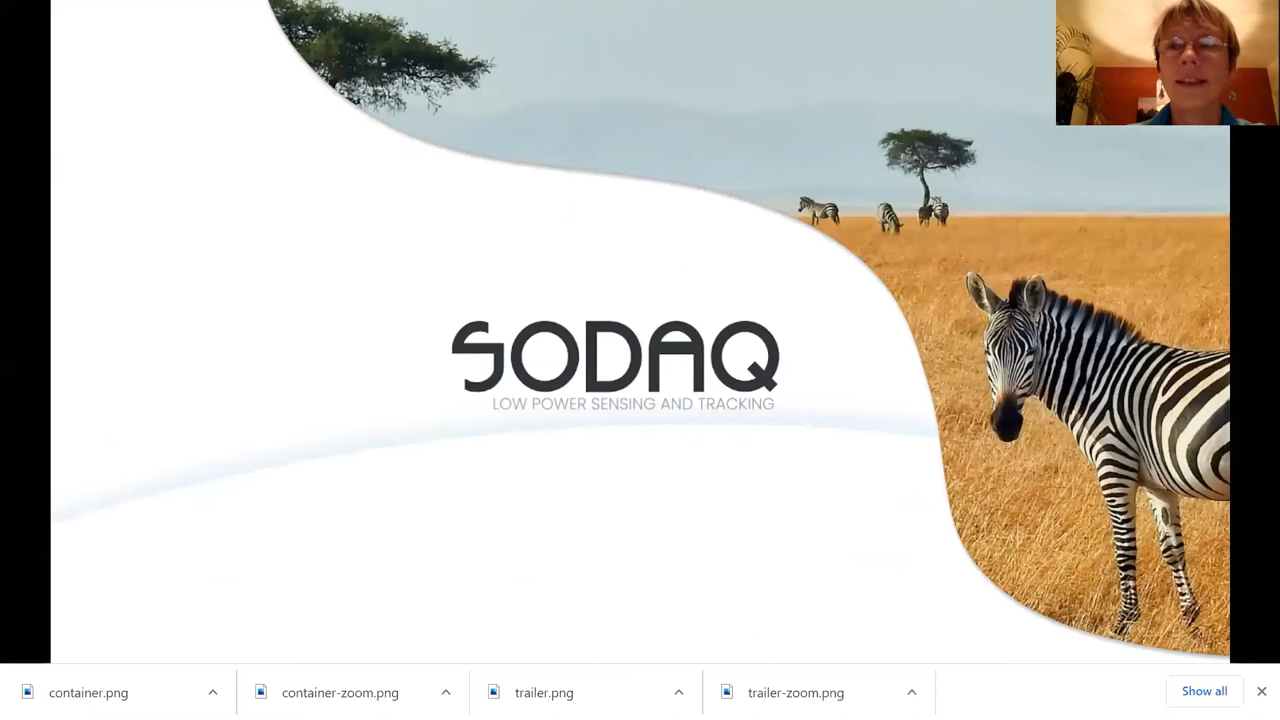 SODAQ
LOW POWER SENSING AND TRACKING
container.png
container-zoom.png
trailer.png
trailer-zoom.png
Show all